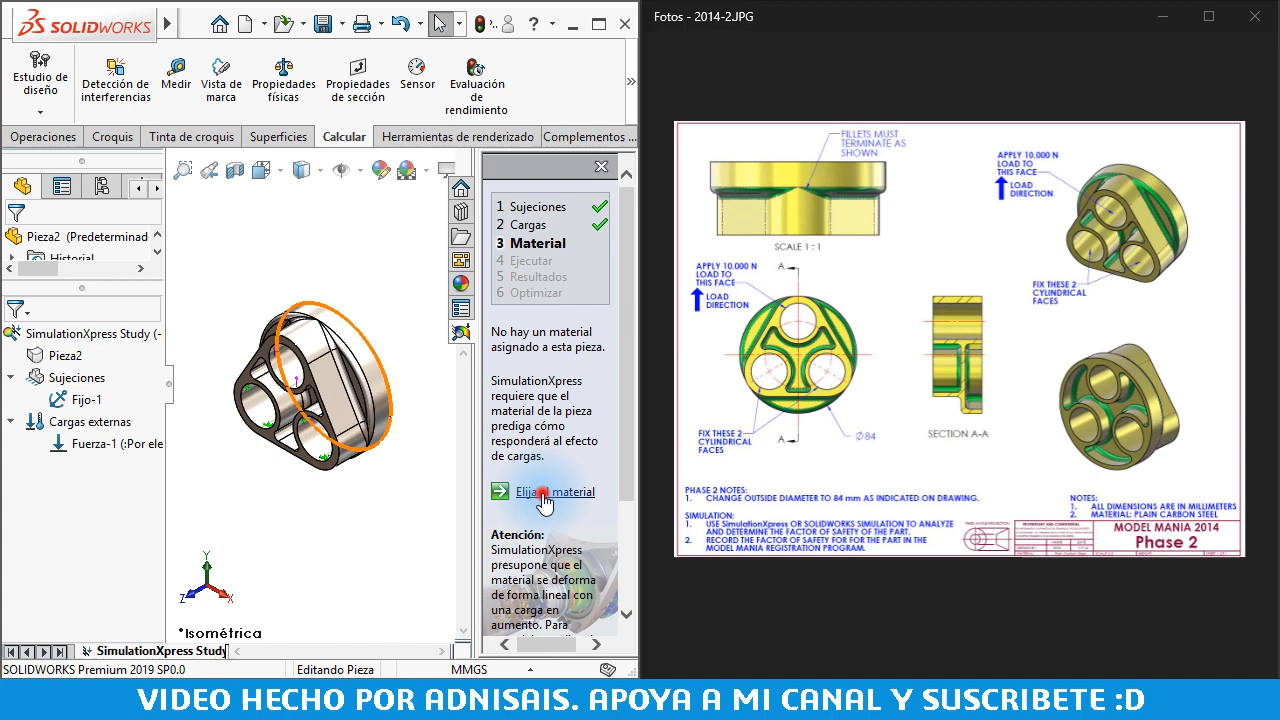 SOLIDWORKS
Estudio de
diseño
Detección de
interferencias
Medir
Vista de
marca
Propiedades
físicas
Propiedades
de sección
Sensor
Evaluación
de
rendimiento
Operaciones
Croquis
Tinta de croquis
Superficies
Calcular
Herramientas de renderizado
Complementos ...
Pieza2 (Predeterminad
Historial
SimulationXpress Study (-
Pieza2
Sujeciones
Fijo-1
Cargas externas
Fuerza-1 (:Por ele
1 Sujeciones
2 Cargas
3 Material
4 Ejecutar
5 Resultados
6 Optimizar
No hay un material
asignado a esta pieza.
SimulationXpress
requiere que el
material de la pieza
prediga cómo
responderá al efecto
de cargas.
material
Atención:
SimulationXpress
presupone que el
material se deforma
de forma lineal con
una carga en
aumento. Para
Y
Z
X
*Isométrica
SimulationXpress Study
SOLIDWORKS Premium 2019 SP0.0
Editando Pieza
MMGS
Fotos - 2014-2.JPG
FILLETS MUST
TERMINATE AS
SHOWN
SCALE 1 : 1
APPLY 10,000 N
LOAD TO
THIS FACE
LOAD
DIRECTION
FIX THESE 2
CYLINDRICAL
FACES
APPLY 10,000 N
LOAD TO
THIS FACE
LOAD
DIRECTION
A
A
FIX THESE 2
CYLINDRICAL
FACES
Ø84
SECTION A-A
PHASE 2 NOTES:
1. CHANGE OUTSIDE DIAMETER TO 84 mm AS INDICATED ON DRAWING.
SIMULATION:
1. USE SimulationXpress OR SOLIDWORKS SIMULATION TO ANALYZE
AND DETERMINE THE FACTOR OF SAFETY OF THE PART.
2. RECORD THE FACTOR OF SAFETY FOR FOR THE PART IN THE
MODEL MANIA REGISTRATION PROGRAM.
NOTES:
1. ALL DIMENSIONS ARE IN MILLIMETERS
2. MATERIAL: PLAIN CARBON STEEL
MODEL MANIA 2014
Phase 2
VIDEO HECHO POR ADNISAIS. APOYA A MI CANAL Y SUSCRIBETE :D